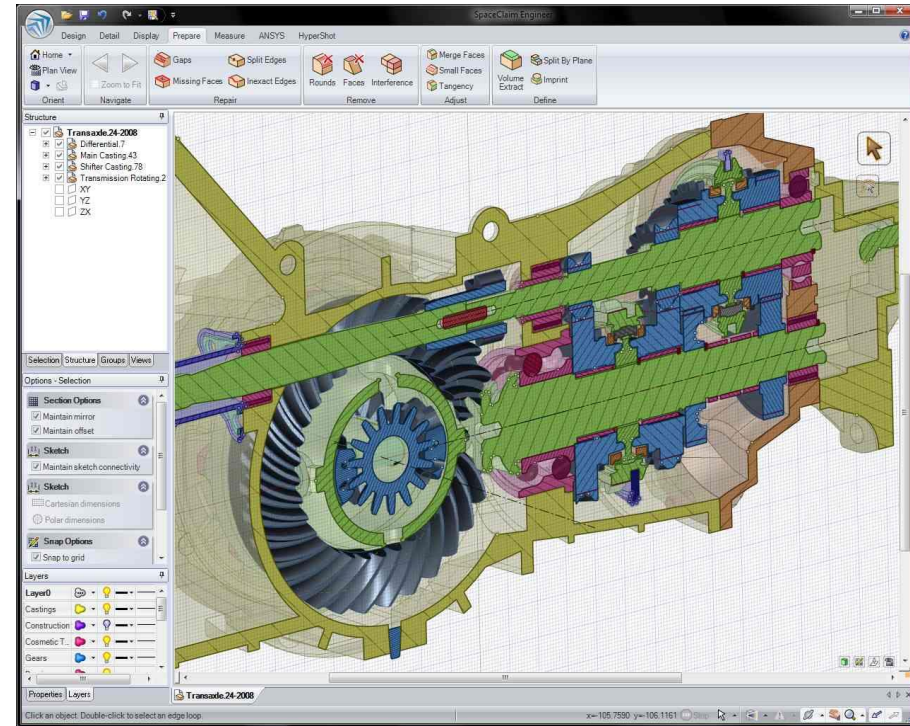 SpaceClaim Engineer
Design Detail Display Prepare Measure ANSYS HyperShot
Home
Plan View
Zoom to Fit
Orient
Navigate
Gaps
Split Edges
Missing Faces
Inexact Edges
Repair
Rounds Faces Interference
Remove
Merge Faces
Small Faces
Tangency
Adjust
Volume Extract
Split By Plane
Imprint
Define
Structure
Transaxle.24-2008
Differential.7
Main Casting.43
Shifter Casting.78
Transmission Rotating.2
XY
YZ
ZX
Selection Structure Groups Views
Options - Selection
Section Options
Maintain mirror
Maintain offset
Sketch
Maintain sketch connectivity
Sketch
Cartesian dimensions
Polar dimensions
Snap Options
Snap to grid
Layers
Layer0
Castings
Construction
Cosmetic T...
Gears
Properties Layers
Transaxle.24-2008
Click an object. Double-click to select an edge loop.
x=-105.7590 y=-106.1161
Stop